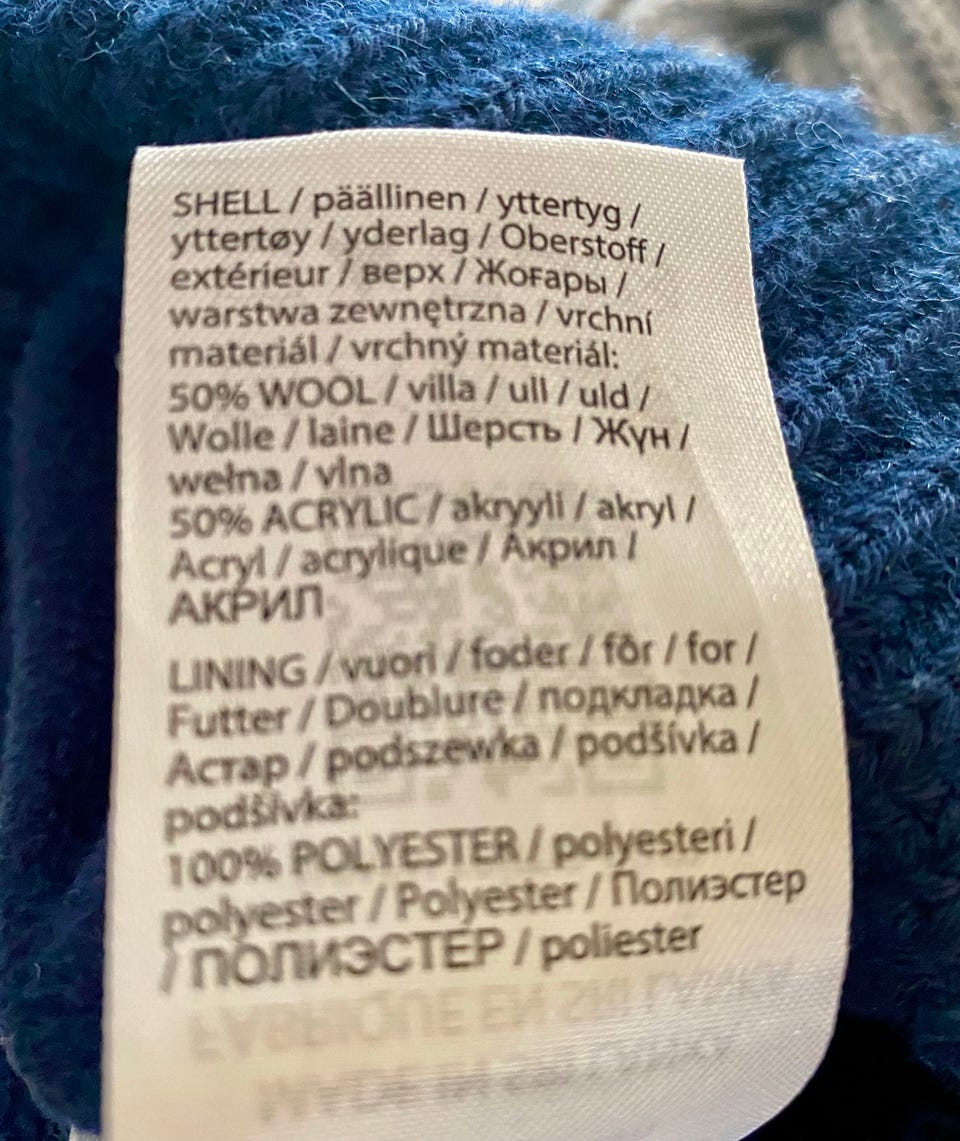 SHELL / päällinen / yttertyg /
yttertøy / yderlag / Oberstoff /
extérieur / верх / Жоғары /
warstwa zewnętrzna / vrchní
materiál / vrchný materiál:
50% WOOL / villa / ull / uld /
Wolle / laine / Шерсть / Жүн /
wełna / vlna
50% ACRYLIC / akryyli / akryl /
Acryl / acrylique / Акрил /
АКРИЛ
LINING / vuori / foder / fôr / for /
Futter / Doublure / подкладка /
Астар / podszewka / podšívka /
podšívka:
100% POLYESTER / polyesteri /
polyester / Polyester / Полиэстер
/ ПОЛИЭСТЕР / poliester